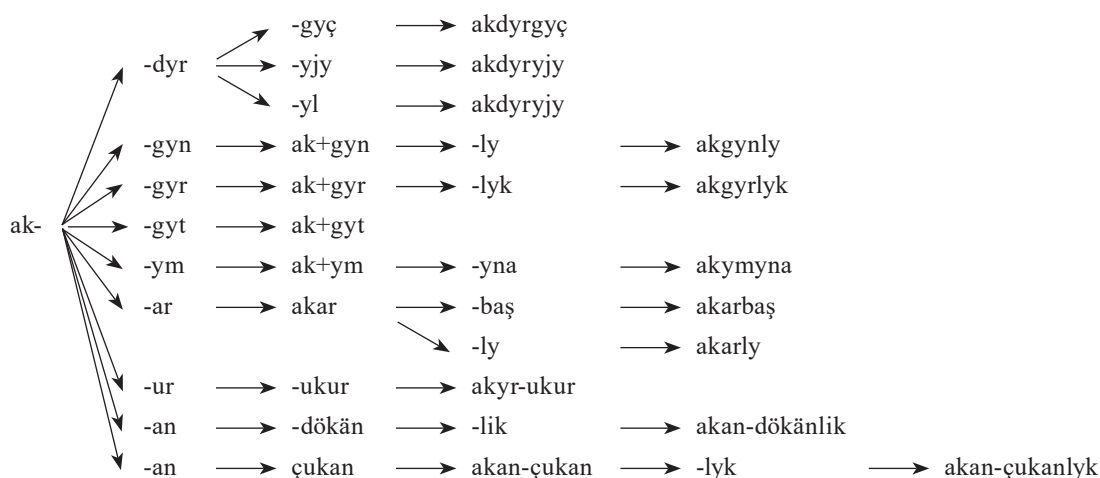 -gyç akdyrgyç
-dyr -yjy akdyryjy
-yl akdyryjy
-gyn ak+gyn -ly akgynly
-gyr ak+gyr -lyk akgyrlyk
ak- -gyt ak+gyt
-ym ak+ym -yna akymyna
-ar akar -baş akarbaş
-ly akarly
-ur -ukur akyr-ukur
-an -dökän -lik akan-dökänlik
-an çukan akan-çukan -lyk akan-çukanlyk